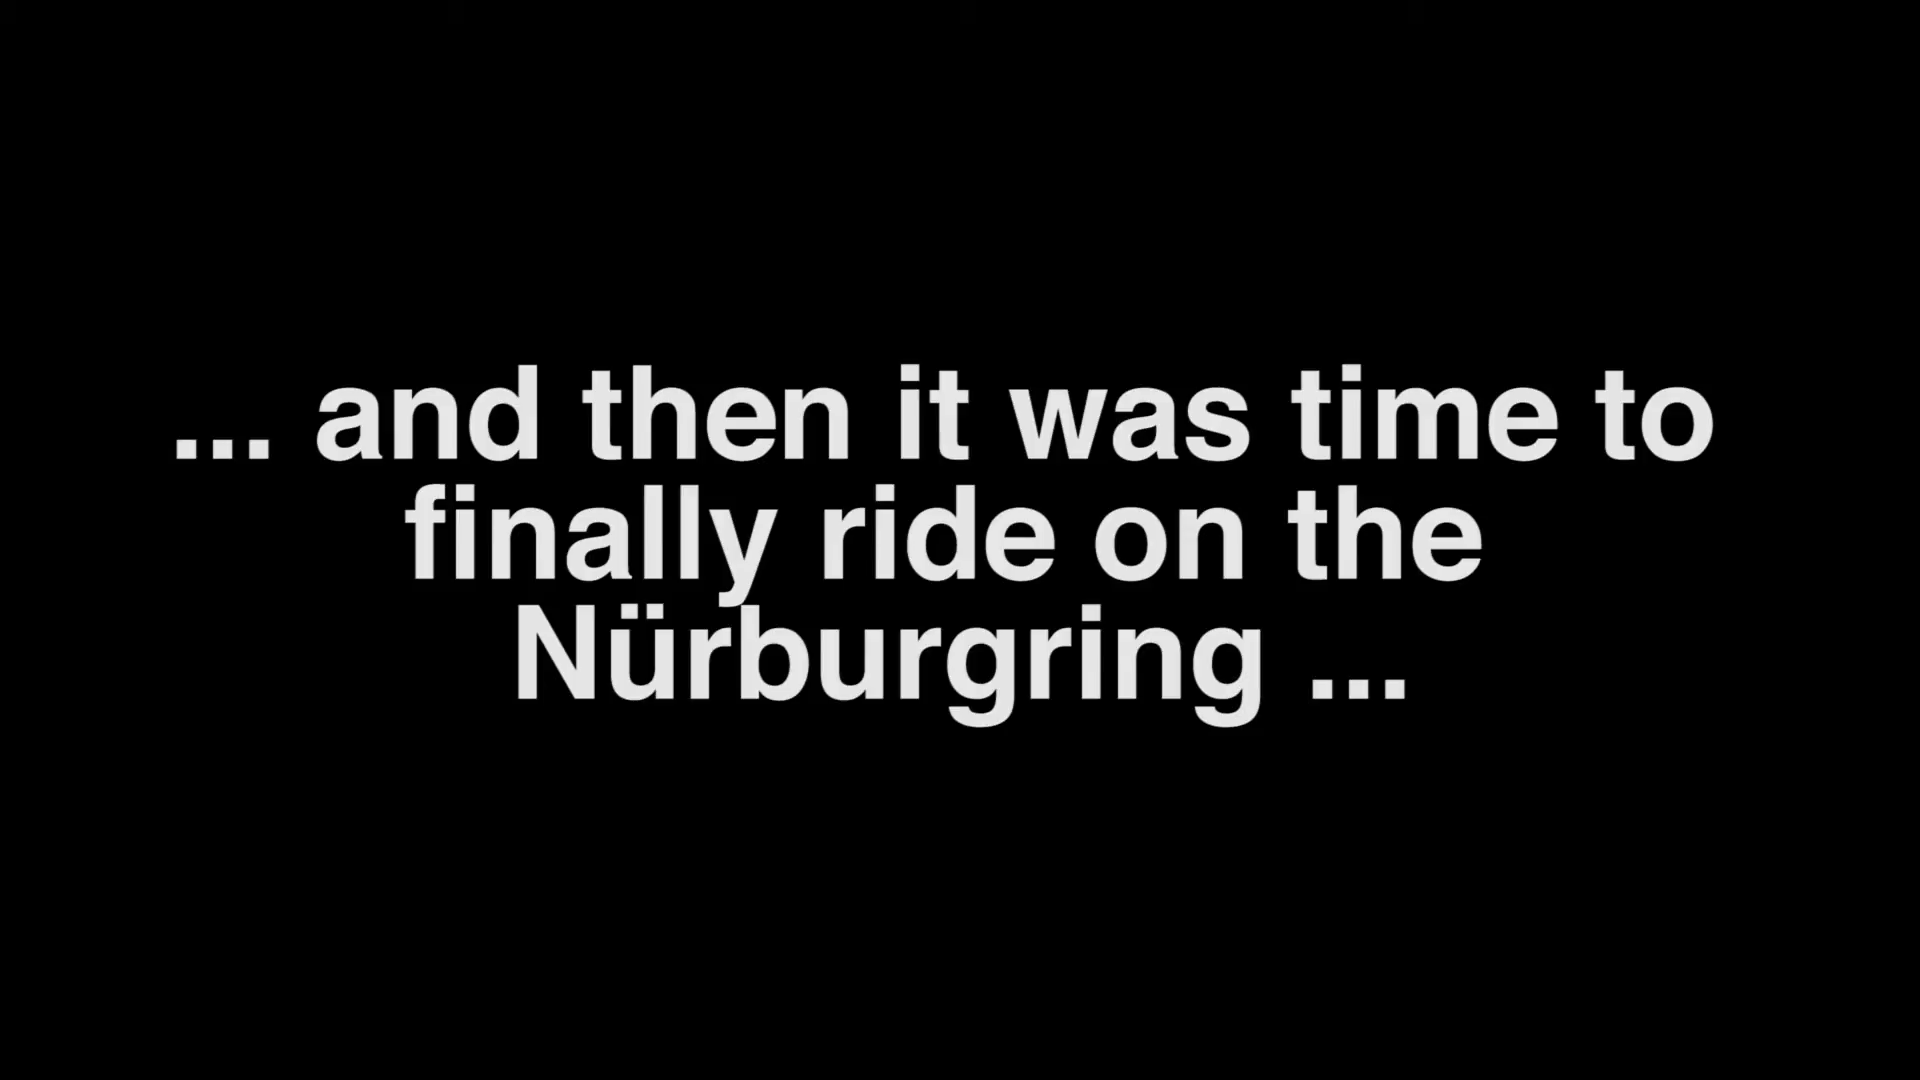 ... and then it was time to
finally ride on the
Nürburgring ...